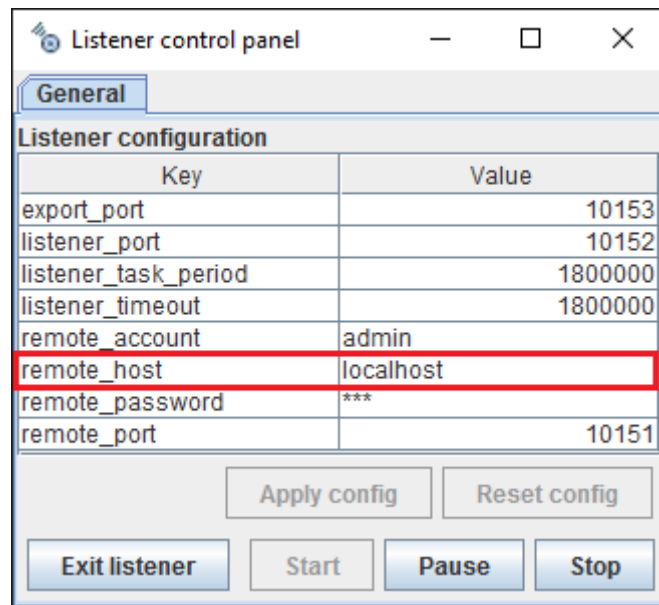 Listener control panel
General
Listener configuration
Key Value
export_port 10153
listener_port 10152
listener_task_period 1800000
listener_timeout 1800000
remote_account admin
remote_host localhost
remote_password ***
remote_port 10151
Apply config Reset config
Exit listener Start Pause Stop